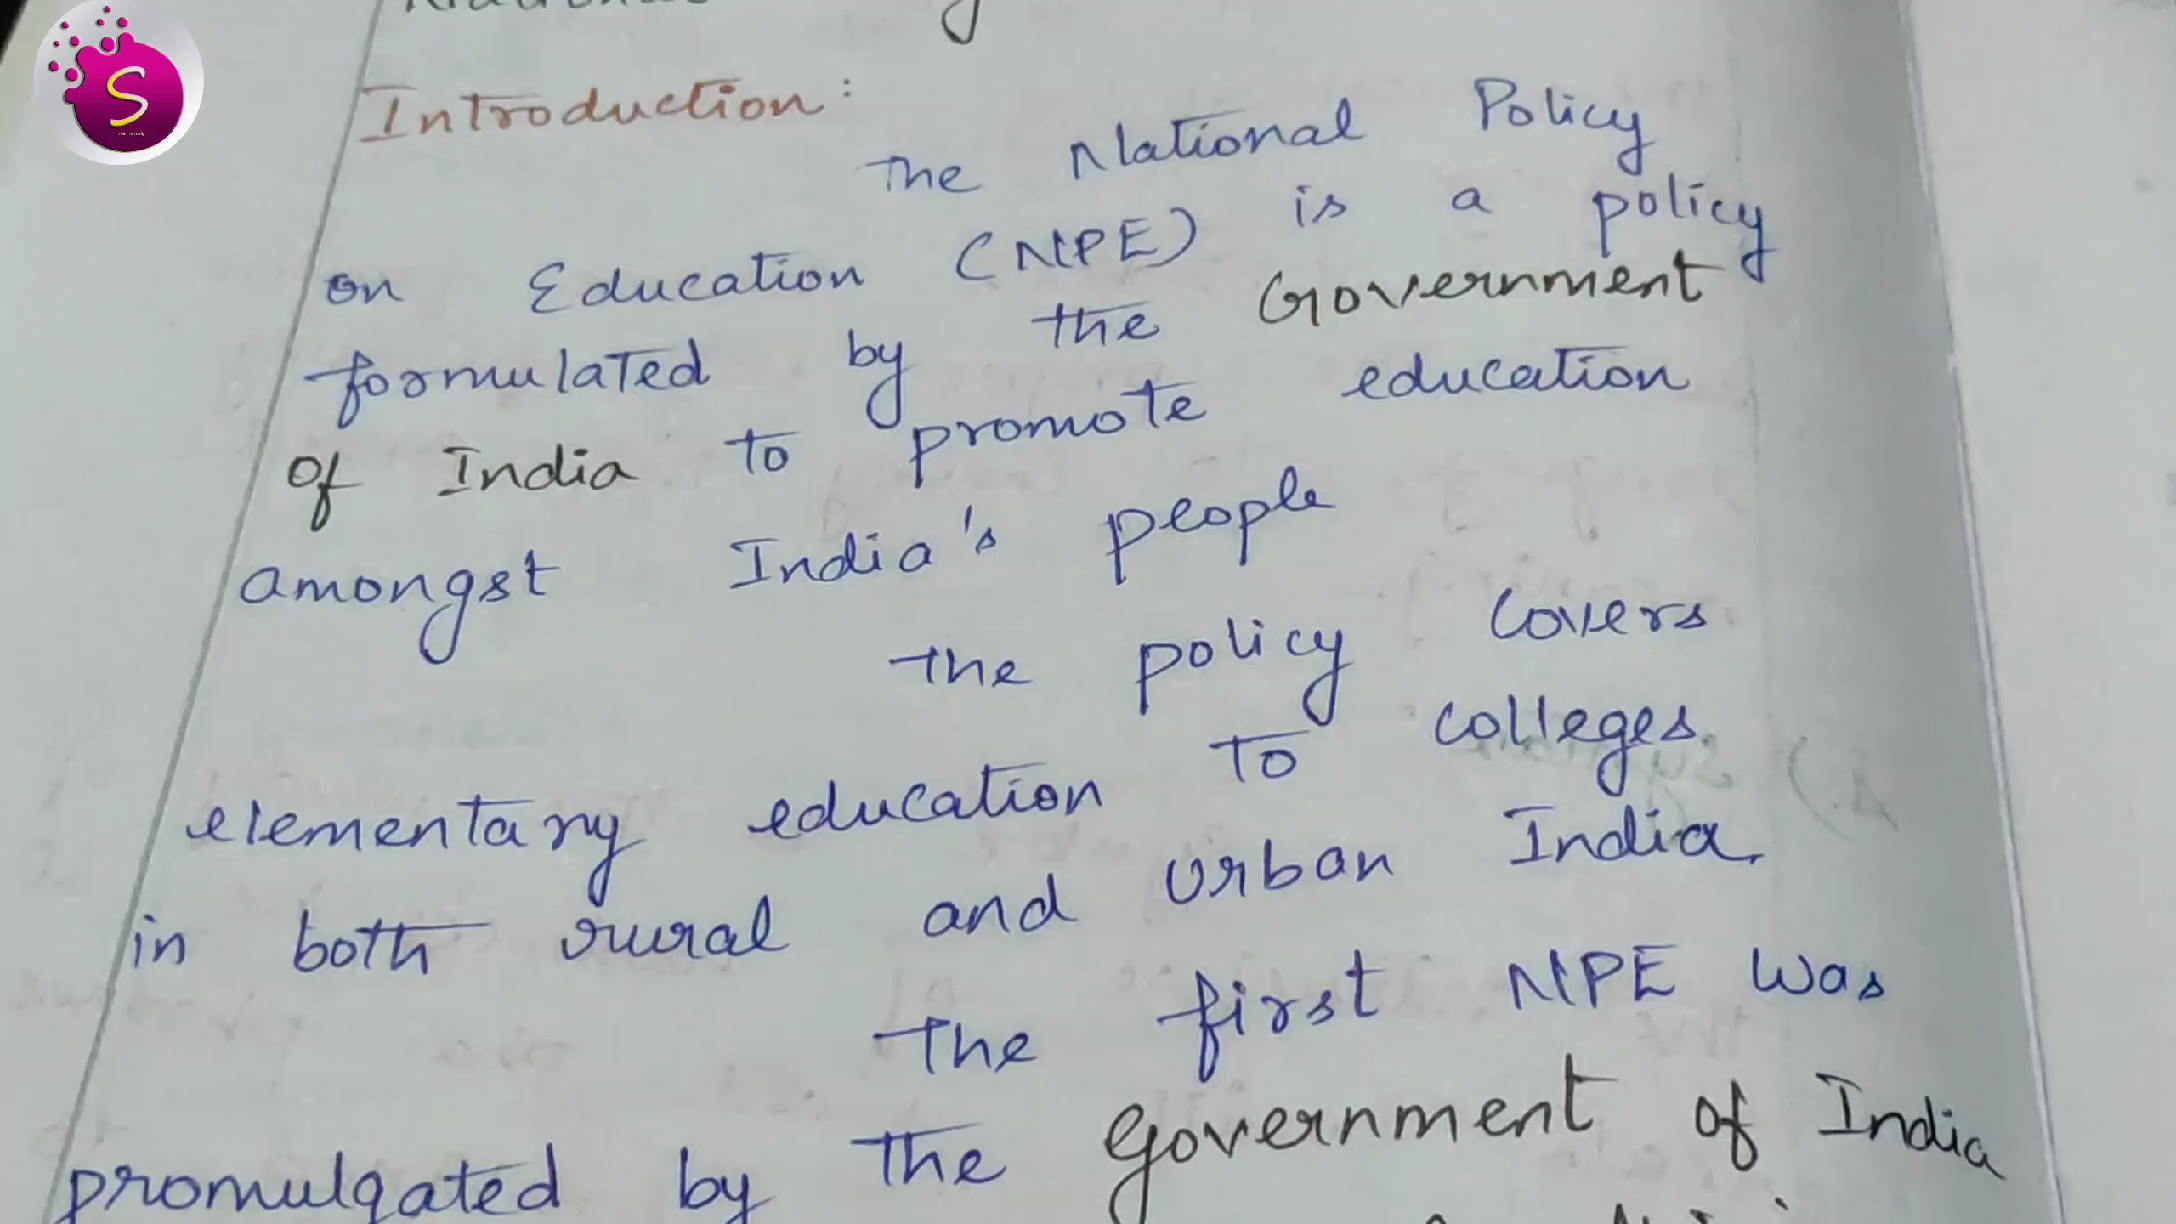 S
Introduction:
The National Policy
on Education (NPE) is a policy
formulated by the Government
of India to promote education
amongst India's people
The policy Covers
elementary education to colleges
in both rural and urban India.
The first NPE was
promulgated by the Government of India